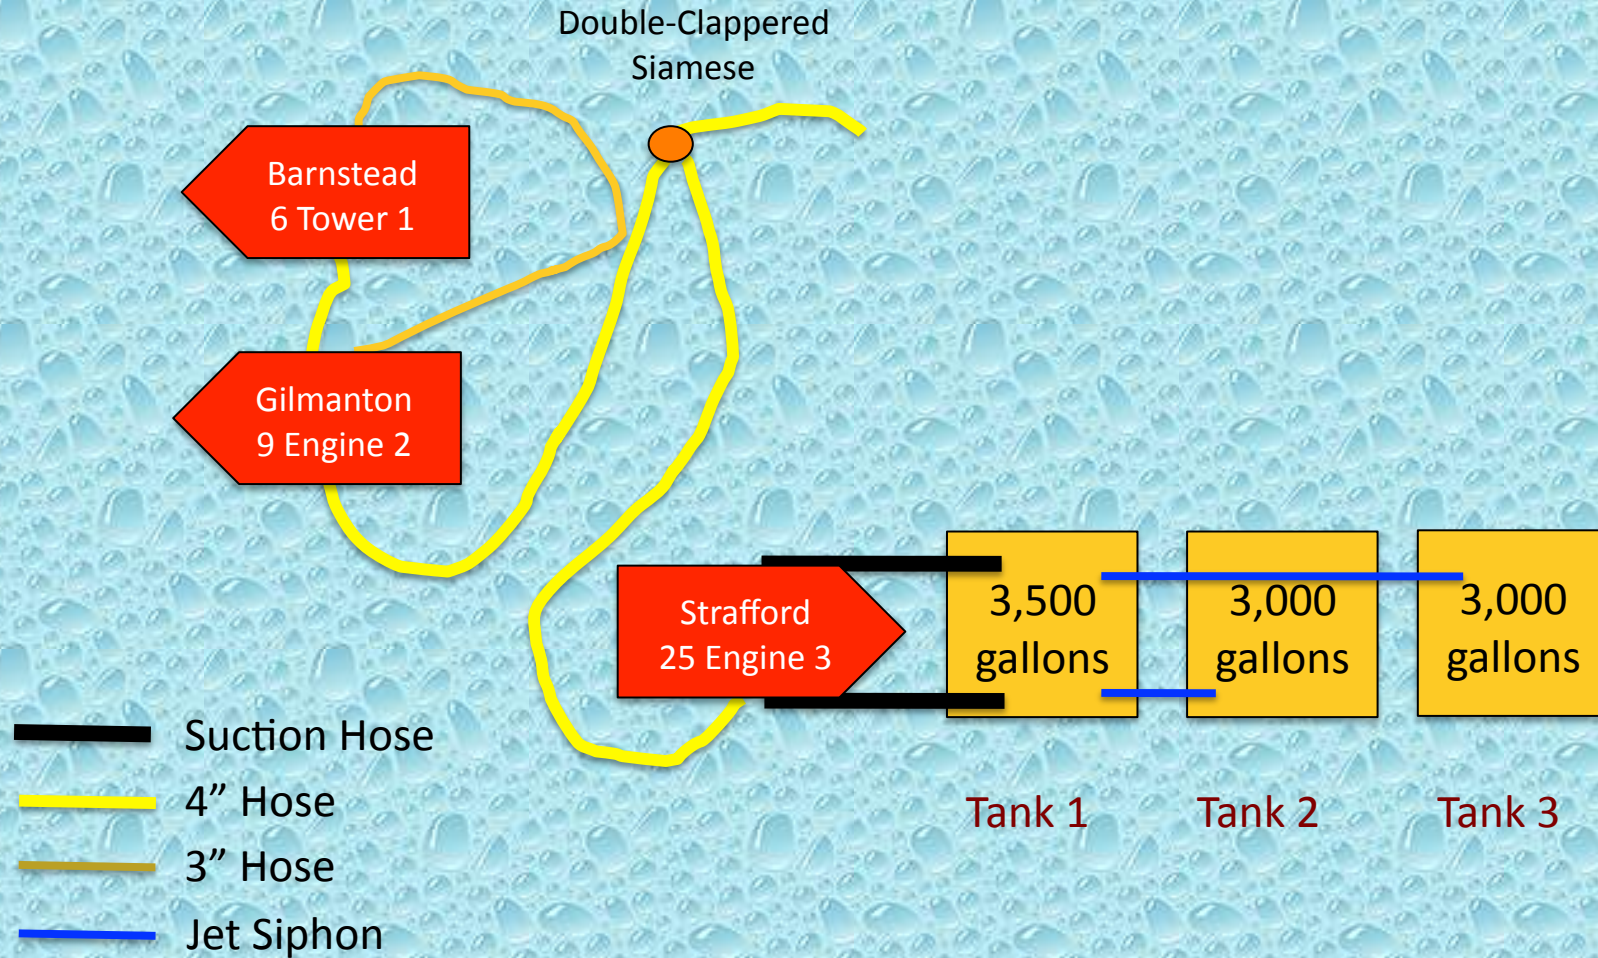 Double-Clappered
Siamese
Barnstead
6 Tower 1
Gilmanton
9 Engine 2
Strafford
25 Engine 3
3,500
gallons
3,000
gallons
3,000
gallons
Tank 1
Tank 2
Tank 3
Suction Hose
4” Hose
3” Hose
Jet Siphon